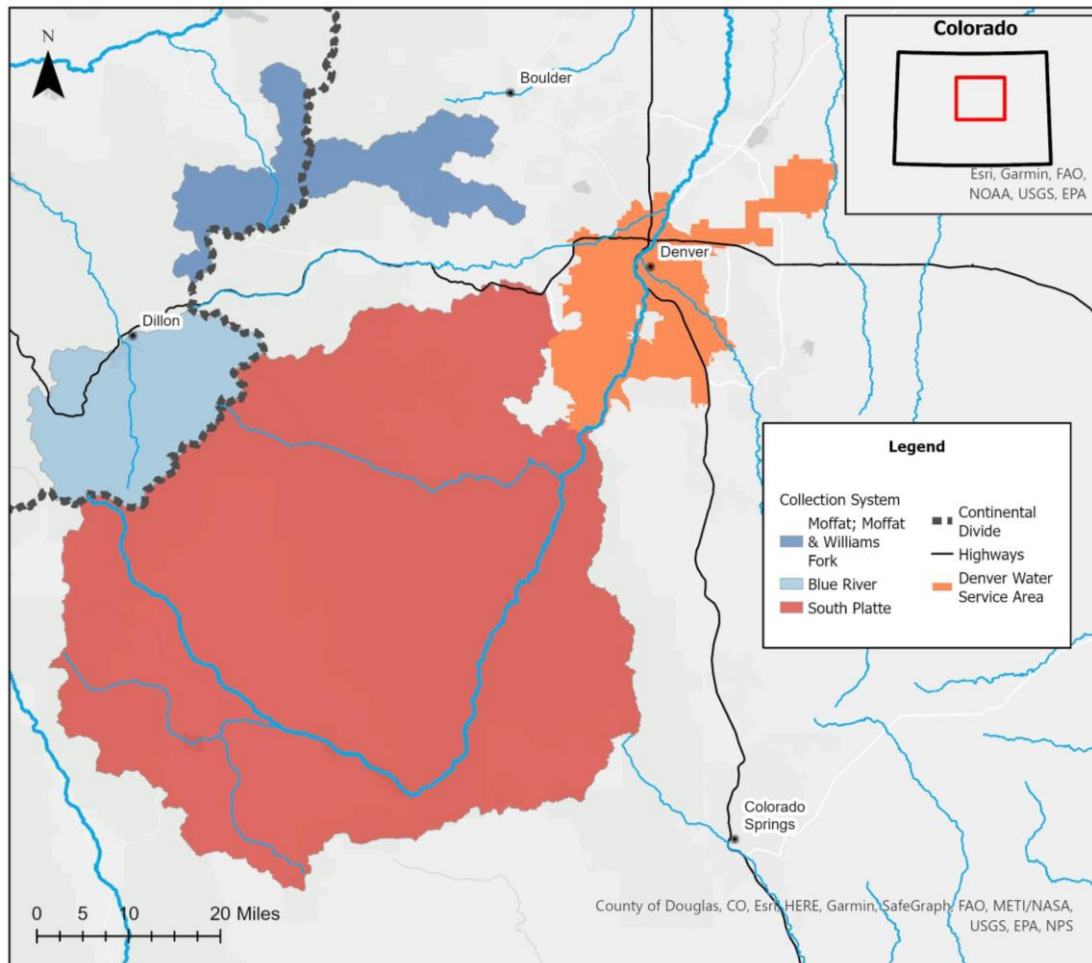 N
Boulder
Colorado
Esri, Garmin, FAO,
NOAA, USGS, EPA
Denver
Dillon
Legend
Collection System
Moffat; Moffat
& Williams
Fork
Blue River
South Platte
Continental
Divide
Highways
Denver Water
Service Area
Colorado
Springs
0 5 10 20 Miles
County of Douglas, CO, Esri, HERE, Garmin, SafeGraph, FAO, METI/NASA,
USGS, EPA, NPS